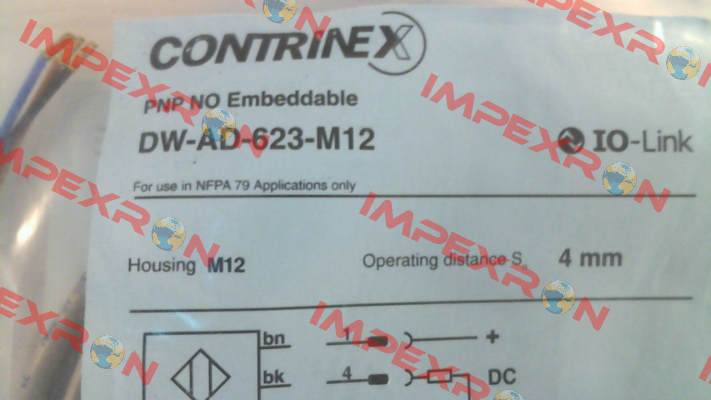 CONTRINEX
PNP NO Embeddable
DW-AD-623-M12
IO-Link
For use in NFPA 79 Applications only
Housing M12
Operating distance S
4 mm
bn
1
+
bk
4
DC
IMPEXRON
IMPEXRON
IMPEXRON
IMPEXRON
IMPEXRON
IMPEXRON
IMPEXRON